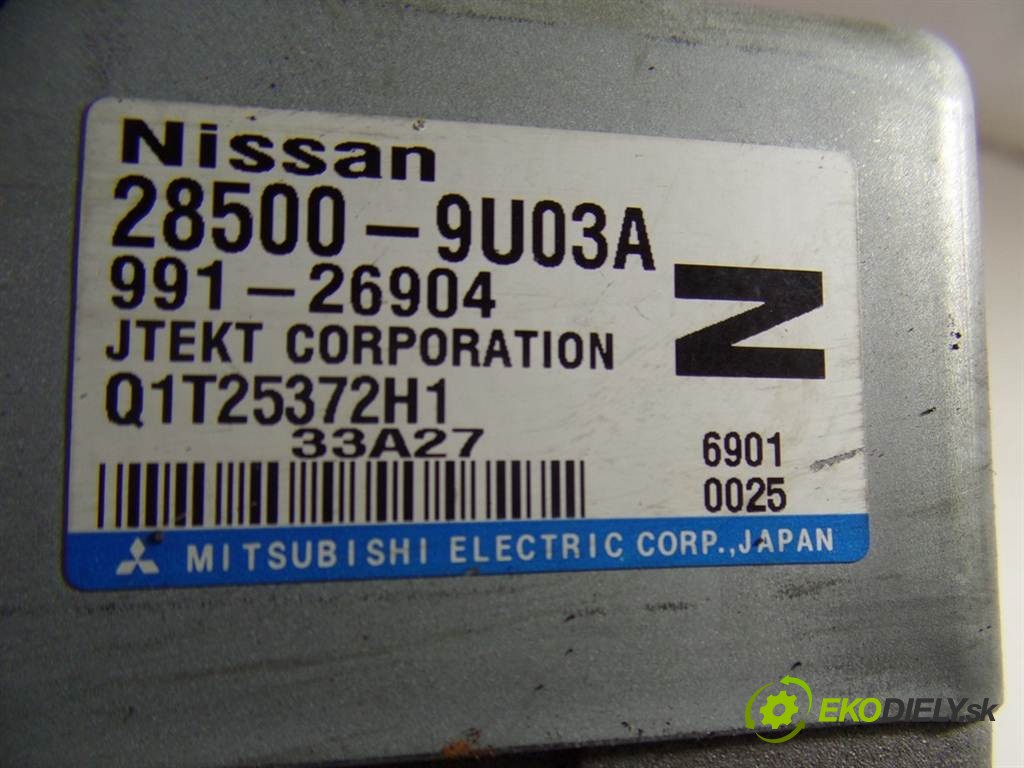 Nissan
28500-9U03A
991-26904
N
JTEKT CORPORATION
Q1T25372H1
33A27
6901
0025
MITSUBISHI ELECTRIC CORP.,JAPAN
EKODIELY.sk